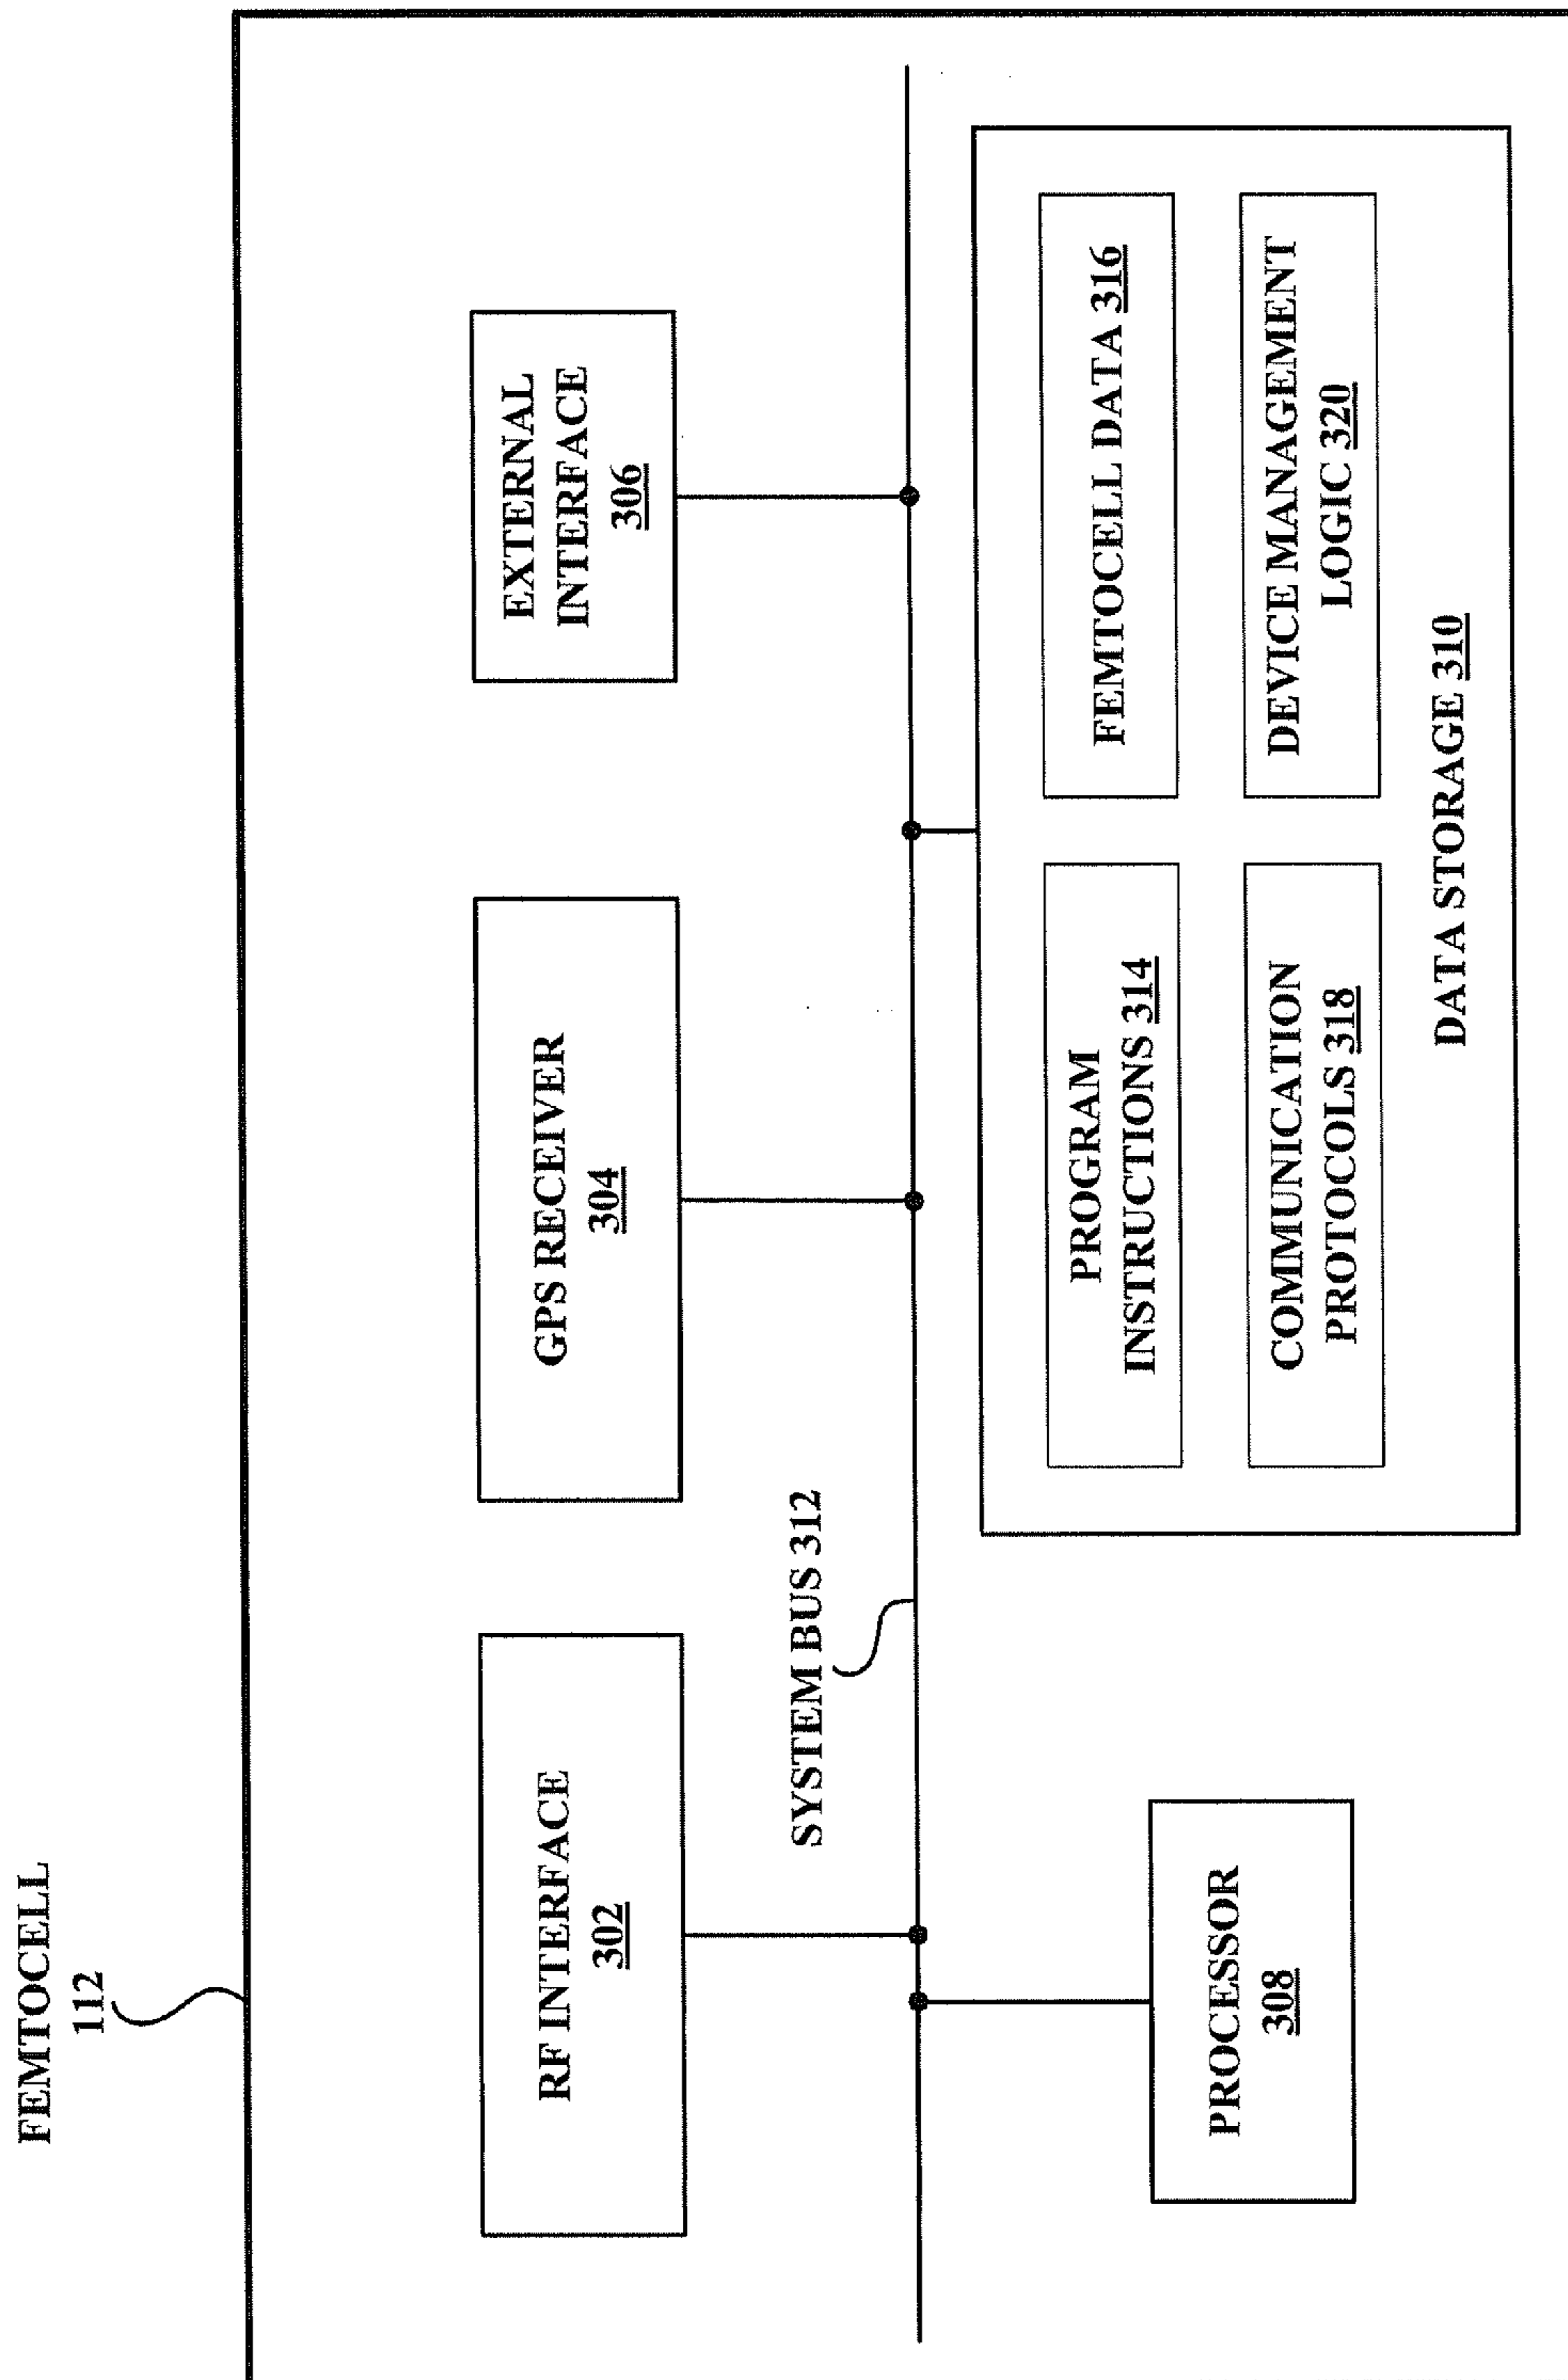 FEMTOCELL
112
RF INTERFACE
302
GPS RECEIVER
304
EXTERNAL
INTERFACE
306
SYSTEM BUS 312
PROCESSOR
308
PROGRAM
INSTRUCTIONS 314
FEMTOCELL DATA 316
COMMUNICATION
PROTOCOLS 318
DEVICE MANAGEMENT
LOGIC 320
DATA STORAGE 310